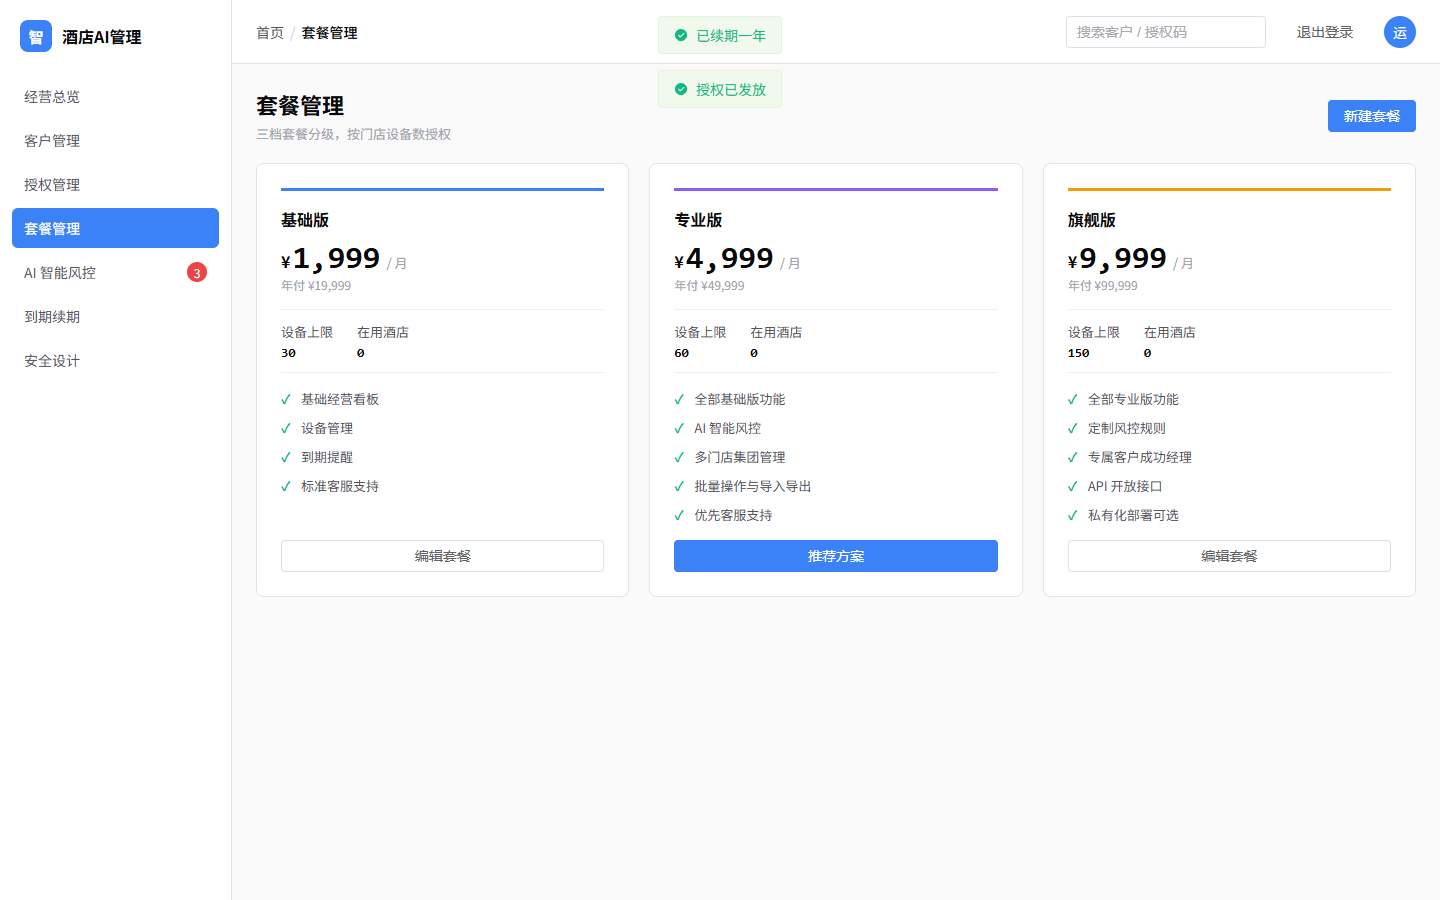 智 酒店AI管理
经营总览
客户管理
授权管理
套餐管理
AI 智能风控 3
到期续期
安全设计
首页 / 套餐管理
已续期一年
授权已发放
搜索客户 / 授权码
退出登录
运
套餐管理
三档套餐分级，按门店设备数授权
新建套餐
基础版
¥1,999 / 月
年付 ¥19,999
设备上限 在用酒店
30 0
✓ 基础经营看板
✓ 设备管理
✓ 到期提醒
✓ 标准客服支持
编辑套餐
专业版
¥4,999 / 月
年付 ¥49,999
设备上限 在用酒店
60 0
✓ 全部基础版功能
✓ AI 智能风控
✓ 多门店集团管理
✓ 批量操作与导入导出
✓ 优先客服支持
推荐方案
旗舰版
¥9,999 / 月
年付 ¥99,999
设备上限 在用酒店
150 0
✓ 全部专业版功能
✓ 定制风控规则
✓ 专属客户成功经理
✓ API 开放接口
✓ 私有化部署可选
编辑套餐